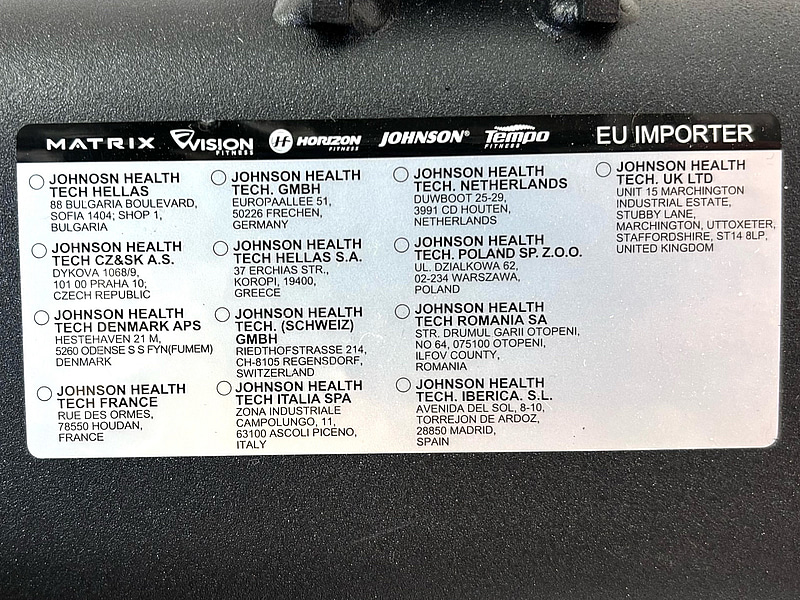 MATRIX VISION FITNESS HORIZON FITNESS JOHNSON® Tempo FITNESS EU IMPORTER
JOHNOSN HEALTH
TECH HELLAS
88 BULGARIA BOULEVARD,
SOFIA 1404; SHOP 1,
BULGARIA
JOHNSON HEALTH
TECH CZ&SK A.S.
DYKOVA 1068/9,
101 00 PRAHA 10;
CZECH REPUBLIC
JOHNSON HEALTH
TECH DENMARK APS
HESTEHAVEN 21 M,
5260 ODENSE S S FYN(FUMEM)
DENMARK
JOHNSON HEALTH
TECH FRANCE
RUE DES ORMES,
78550 HOUDAN,
FRANCE
JOHNSON HEALTH
TECH. GMBH
EUROPAALLEE 51,
50226 FRECHEN,
GERMANY
JOHNSON HEALTH
TECH HELLAS S.A.
37 ERCHIAS STR.,
KOROPI, 19400,
GREECE
JOHNSON HEALTH
TECH. (SCHWEIZ)
GMBH
RIEDTHOFSTRASSE 214,
CH-8105 REGENSDORF,
SWITZERLAND
JOHNSON HEALTH
TECH ITALIA SPA
ZONA INDUSTRIALE
CAMPOLUNGO, 11,
63100 ASCOLI PICENO,
ITALY
JOHNSON HEALTH
TECH. NETHERLANDS
DUWBOOT 25-29,
3991 CD HOUTEN,
NETHERLANDS
JOHNSON HEALTH
TECH. POLAND SP. Z.O.O.
UL. DZIALKOWA 62,
02-234 WARSZAWA,
POLAND
JOHNSON HEALTH
TECH ROMANIA SA
STR. DRUMUL GARII OTOPENI,
NO 64, 075100 OTOPENI,
ILFOV COUNTY,
ROMANIA
JOHNSON HEALTH
TECH. IBERICA. S.L.
AVENIDA DEL SOL, 8-10,
TORREJON DE ARDOZ,
28850 MADRID,
SPAIN
JOHNSON HEALTH
TECH. UK LTD
UNIT 15 MARCHINGTON
INDUSTRIAL ESTATE,
STUBBY LANE,
MARCHINGTON, UTTOXETER,
STAFFORDSHIRE, ST14 8LP,
UNITED KINGDOM